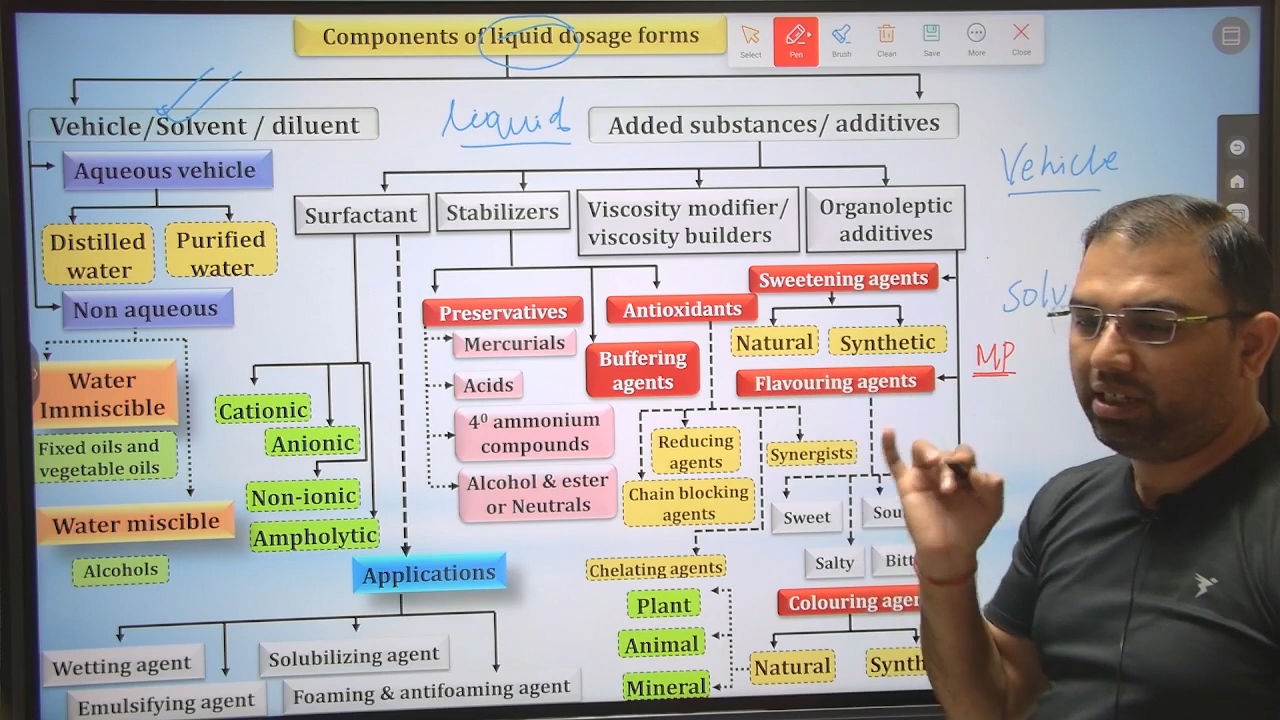 Components of liquid dosage forms
Select
Pen
Brush
Clean
Save
More
Close
Vehicle/Solvent / diluent
liquid
Added substances/ additives
Vehicle
Aqueous vehicle
Distilled
water
Purified
water
Non aqueous
Water
Immiscible
Fixed oils and
vegetable oils
Water miscible
Alcohols
Surfactant
Stabilizers
Viscosity modifier/
viscosity builders
Organoleptic
additives
Cationic
Anionic
Non-ionic
Ampholytic
Applications
Wetting agent
Emulsifying agent
Solubilizing agent
Foaming & antifoaming agent
Preservatives
Mercurials
Acids
4⁰ ammonium
compounds
Alcohol & ester
or Neutrals
Buffering
agents
Antioxidants
Reducing
agents
Chain blocking
agents
Synergists
Chelating agents
Sweetening agents
Natural
Synthetic
Flavouring agents
MP
Sweet
Salty
Colouring
Natural
Plant
Animal
Mineral